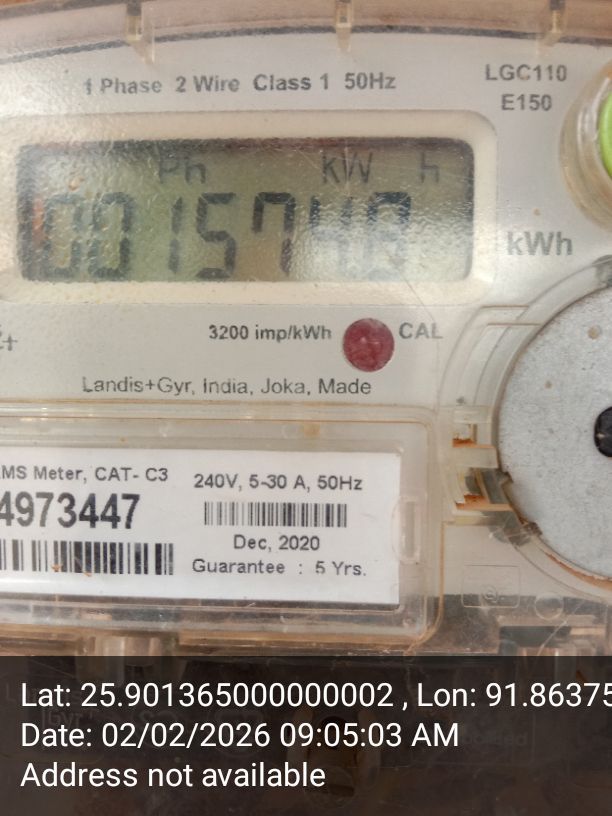 1 Phase 2 Wire Class 1 50Hz
LGC110
E150
Ph kW h
kWh
3200 imp/kWh
CAL
Landis+Gyr, India, Joka, Made
MS Meter, CAT- C3
4973447
240V, 5-30 A, 50Hz
Dec, 2020
Guarantee : 5 Yrs.
Lat: 25.901365000000002 , Lon: 91.86375
Date: 02/02/2026 09:05:03 AM
Address not available